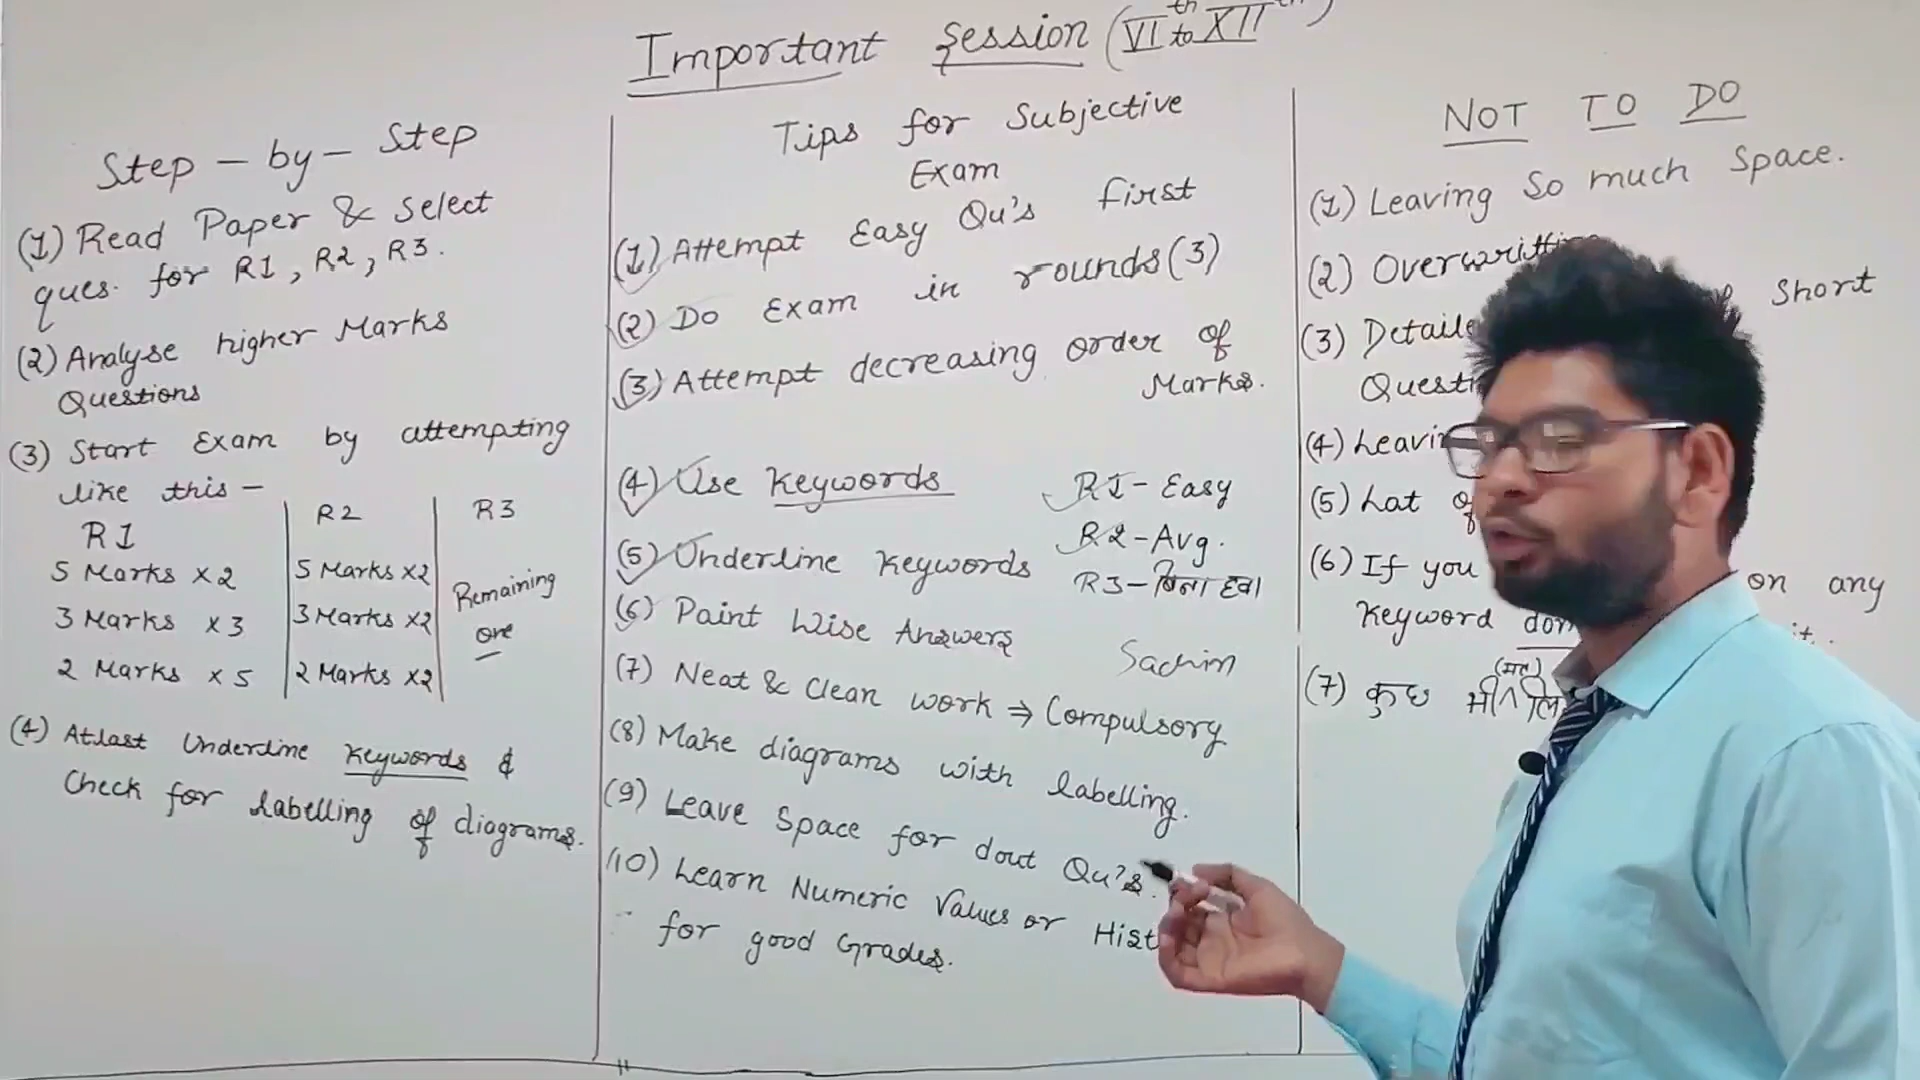 Important Session (VIth to XIIth)
Step - by - Step
(1) Read Paper & Select
ques. for R1, R2, R3.
(2) Analyse higher Marks
Questions
(3) Start Exam by attempting
like this -
R1 R2 R3
5 Marks x2 5 Marks x2 Remaining
3 Marks x 3 3 Marks x2 one
2 Marks x 5 2 Marks x2
(4) Atlast Underline Keywords &
Check for labelling of diagrams.
Tips for Subjective
Exam
(1) Attempt Easy Qu's first
(2) Do Exam in rounds (3)
(3) Attempt decreasing order of
Marks.
(4) Use Keywords
(5) Underline Keywords
R1 - Easy
R2 - Avg.
R3 - बिना हवा
(6) Point Wise Answers
Sachin
(7) Neat & Clean work ⇒ Compulsory
(8) Make diagrams with labelling.
(9) Leave Space for dout Qu's.
(10) Learn Numeric Values or
for good Grades.
NOT TO DO
(1) Leaving So much Space.
(2)
(3) Short
(4)
(5) Lat
(6) If you on any
Keyword
(7) कुछ भी
(मत)